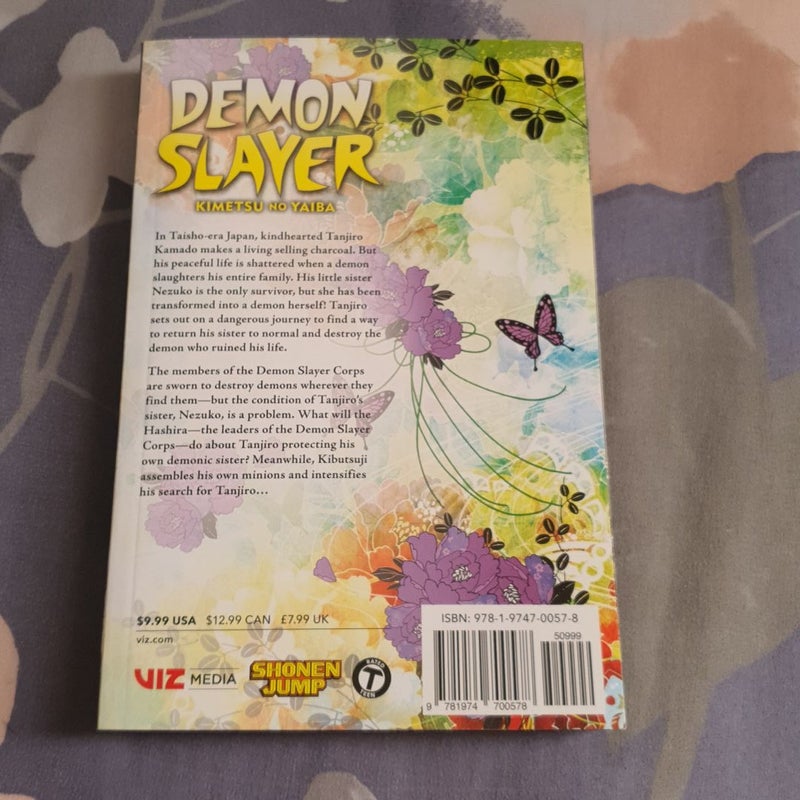 DEMON
SLAYER
KIMETSU NO YAIBA
In Taisho-era Japan, kindhearted Tanjiro
Kamado makes a living selling charcoal. But
his peaceful life is shattered when a demon
slaughters his entire family. His little sister
Nezuko is the only survivor, but she has been
transformed into a demon herself! Tanjiro
sets out on a dangerous journey to find a way
to return his sister to normal and destroy the
demon who ruined his life.
The members of the Demon Slayer Corps
are sworn to destroy demons wherever they
find them—but the condition of Tanjiro's
sister, Nezuko, is a problem. What will the
Hashira—the leaders of the Demon Slayer
Corps—do about Tanjiro protecting his
own demonic sister? Meanwhile, Kibutsuji
assembles his own minions and intensifies
his search for Tanjiro...
$9.99 USA $12.99 CAN £7.99 UK
viz.com
VIZ MEDIA
SHONEN
JUMP
RATED
T
TEEN
ISBN: 978-1-9747-0057-8
50999
9 781974 700578